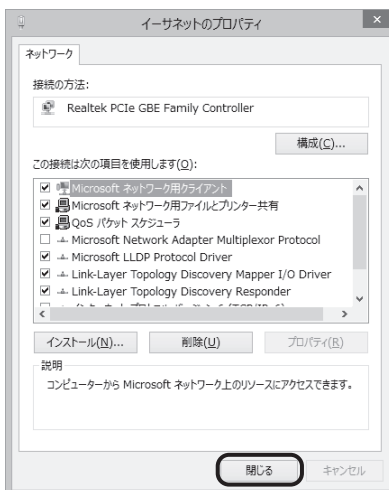 イーサネットのプロパティ
×
ネットワーク
接続の方法:
Realtek PCIe GBE Family Controller
構成(C)...
この接続は次の項目を使用します(O):
Microsoft ネットワーク用クライアント
Microsoft ネットワーク用ファイルとプリンター共有
QoS パケット スケジューラ
Microsoft Network Adapter Multiplexor Protocol
Microsoft LLDP Protocol Driver
Link-Layer Topology Discovery Mapper I/O Driver
Link-Layer Topology Discovery Responder
インストール(N)... 削除(U) プロパティ(R)
説明
コンピューターから Microsoft ネットワーク上のリソースにアクセスできます。
閉じる キャンセル